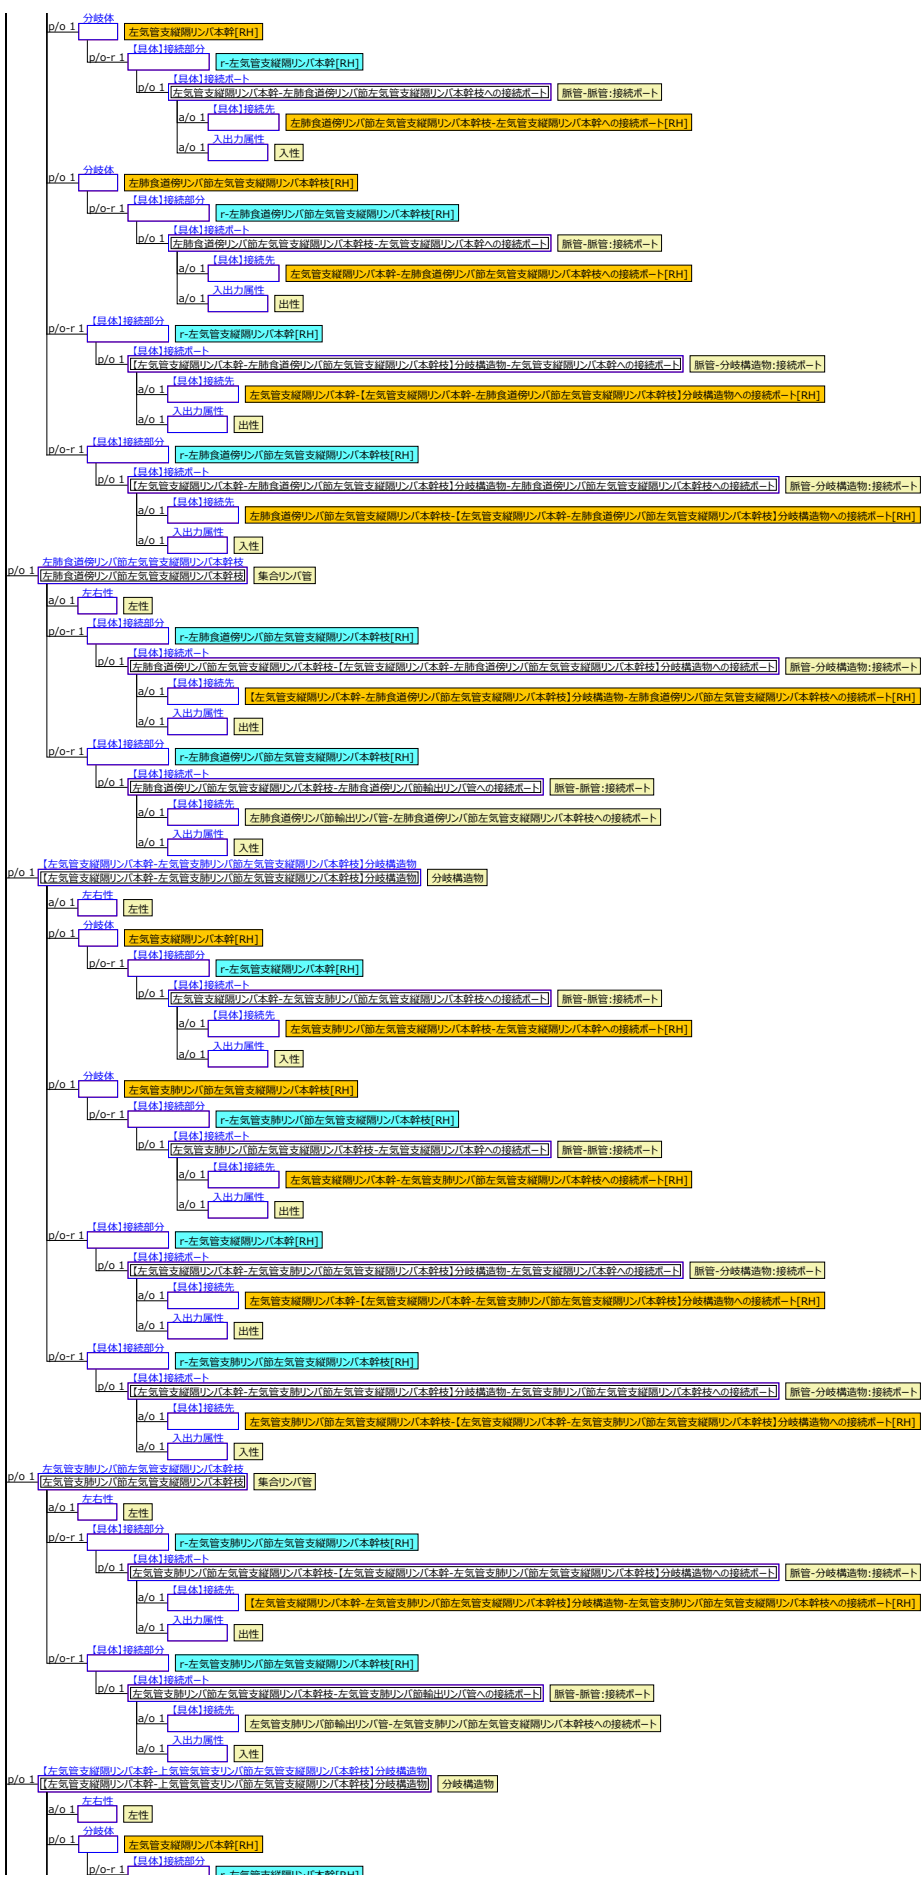 分岐体
p/o 1 左気管支縦隔リンパ本幹[RH]
【具体】接続部分
p/o-r 1 r-左気管支縦隔リンパ本幹[RH]
【具体】接続ポート
p/o 1 左気管支縦隔リンパ本幹-左肺食道傍リンパ節左気管支縦隔リンパ本幹枝への接続ポート 脈管-脈管:接続ポート
【具体】接続先
a/o 1 左肺食道傍リンパ節左気管支縦隔リンパ本幹枝-左気管支縦隔リンパ本幹への接続ポート[RH]
入出力属性
a/o 1 入性
分岐体
p/o 1 左肺食道傍リンパ節左気管支縦隔リンパ本幹枝[RH]
【具体】接続部分
p/o-r 1 r-左肺食道傍リンパ節左気管支縦隔リンパ本幹枝[RH]
【具体】接続ポート
p/o 1 左肺食道傍リンパ節左気管支縦隔リンパ本幹枝-左気管支縦隔リンパ本幹への接続ポート 脈管-脈管:接続ポート
【具体】接続先
a/o 1 左気管支縦隔リンパ本幹-左肺食道傍リンパ節左気管支縦隔リンパ本幹枝への接続ポート[RH]
入出力属性
a/o 1 出性
【具体】接続部分
p/o-r 1 r-左気管支縦隔リンパ本幹[RH]
【具体】接続ポート
p/o 1 【左気管支縦隔リンパ本幹-左肺食道傍リンパ節左気管支縦隔リンパ本幹枝】分岐構造物-左気管支縦隔リンパ本幹への接続ポート 脈管-分岐構造物:接続ポート
【具体】接続先
a/o 1 左気管支縦隔リンパ本幹-【左気管支縦隔リンパ本幹-左肺食道傍リンパ節左気管支縦隔リンパ本幹枝】分岐構造物への接続ポート[RH]
入出力属性
a/o 1 出性
【具体】接続部分
p/o-r 1 r-左肺食道傍リンパ節左気管支縦隔リンパ本幹枝[RH]
【具体】接続ポート
p/o 1 【左気管支縦隔リンパ本幹-左肺食道傍リンパ節左気管支縦隔リンパ本幹枝】分岐構造物-左肺食道傍リンパ節左気管支縦隔リンパ本幹枝への接続ポート 脈管-分岐構造物:接続ポート
【具体】接続先
a/o 1 左肺食道傍リンパ節左気管支縦隔リンパ本幹枝-【左気管支縦隔リンパ本幹-左肺食道傍リンパ節左気管支縦隔リンパ本幹枝】分岐構造物への接続ポート[RH]
入出力属性
a/o 1 入性
左肺食道傍リンパ節左気管支縦隔リンパ本幹枝
p/o 1 左肺食道傍リンパ節左気管支縦隔リンパ本幹枝 集合リンパ管
左右性
a/o 1 左性
【具体】接続部分
p/o-r 1 r-左肺食道傍リンパ節左気管支縦隔リンパ本幹枝[RH]
【具体】接続ポート
p/o 1 左肺食道傍リンパ節左気管支縦隔リンパ本幹枝-【左気管支縦隔リンパ本幹-左肺食道傍リンパ節左気管支縦隔リンパ本幹枝】分岐構造物への接続ポート 脈管-分岐構造物:接続ポート
【具体】接続先
a/o 1 【左気管支縦隔リンパ本幹-左肺食道傍リンパ節左気管支縦隔リンパ本幹枝】分岐構造物-左肺食道傍リンパ節左気管支縦隔リンパ本幹枝への接続ポート[RH]
入出力属性
a/o 1 出性
【具体】接続部分
p/o-r 1 r-左肺食道傍リンパ節左気管支縦隔リンパ本幹枝[RH]
【具体】接続ポート
p/o 1 左肺食道傍リンパ節左気管支縦隔リンパ本幹枝-左肺食道傍リンパ節輸出リンパ管への接続ポート 脈管-脈管:接続ポート
【具体】接続先
a/o 1 左肺食道傍リンパ節輸出リンパ管-左肺食道傍リンパ節左気管支縦隔リンパ本幹枝への接続ポート
入出力属性
a/o 1 入性
【左気管支縦隔リンパ本幹-左気管支肺リンパ節左気管支縦隔リンパ本幹枝】分岐構造物
p/o 1 【左気管支縦隔リンパ本幹-左気管支肺リンパ節左気管支縦隔リンパ本幹枝】分岐構造物 分岐構造物
左右性
a/o 1 左性
分岐体
p/o 1 左気管支縦隔リンパ本幹[RH]
【具体】接続部分
p/o-r 1 r-左気管支縦隔リンパ本幹[RH]
【具体】接続ポート
p/o 1 左気管支縦隔リンパ本幹-左気管支肺リンパ節左気管支縦隔リンパ本幹枝への接続ポート 脈管-脈管:接続ポート
【具体】接続先
a/o 1 左気管支肺リンパ節左気管支縦隔リンパ本幹枝-左気管支縦隔リンパ本幹への接続ポート[RH]
入出力属性
a/o 1 入性
分岐体
p/o 1 左気管支肺リンパ節左気管支縦隔リンパ本幹枝[RH]
【具体】接続部分
p/o-r 1 r-左気管支肺リンパ節左気管支縦隔リンパ本幹枝[RH]
【具体】接続ポート
p/o 1 左気管支肺リンパ節左気管支縦隔リンパ本幹枝-左気管支縦隔リンパ本幹への接続ポート 脈管-脈管:接続ポート
【具体】接続先
a/o 1 左気管支縦隔リンパ本幹-左気管支肺リンパ節左気管支縦隔リンパ本幹枝への接続ポート[RH]
入出力属性
a/o 1 出性
【具体】接続部分
p/o-r 1 r-左気管支縦隔リンパ本幹[RH]
【具体】接続ポート
p/o 1 【左気管支縦隔リンパ本幹-左気管支肺リンパ節左気管支縦隔リンパ本幹枝】分岐構造物-左気管支縦隔リンパ本幹への接続ポート 脈管-分岐構造物:接続ポート
【具体】接続先
a/o 1 左気管支縦隔リンパ本幹-【左気管支縦隔リンパ本幹-左気管支肺リンパ節左気管支縦隔リンパ本幹枝】分岐構造物への接続ポート[RH]
入出力属性
a/o 1 出性
【具体】接続部分
p/o-r 1 r-左気管支肺リンパ節左気管支縦隔リンパ本幹枝[RH]
【具体】接続ポート
p/o 1 【左気管支縦隔リンパ本幹-左気管支肺リンパ節左気管支縦隔リンパ本幹枝】分岐構造物-左気管支肺リンパ節左気管支縦隔リンパ本幹枝への接続ポート 脈管-分岐構造物:接続ポート
【具体】接続先
a/o 1 左気管支肺リンパ節左気管支縦隔リンパ本幹枝-【左気管支縦隔リンパ本幹-左気管支肺リンパ節左気管支縦隔リンパ本幹枝】分岐構造物への接続ポート[RH]
入出力属性
a/o 1 入性
左気管支肺リンパ節左気管支縦隔リンパ本幹枝
p/o 1 左気管支肺リンパ節左気管支縦隔リンパ本幹枝 集合リンパ管
左右性
a/o 1 左性
【具体】接続部分
p/o-r 1 r-左気管支肺リンパ節左気管支縦隔リンパ本幹枝[RH]
【具体】接続ポート
p/o 1 左気管支肺リンパ節左気管支縦隔リンパ本幹枝-【左気管支縦隔リンパ本幹-左気管支肺リンパ節左気管支縦隔リンパ本幹枝】分岐構造物への接続ポート 脈管-分岐構造物:接続ポート
【具体】接続先
a/o 1 【左気管支縦隔リンパ本幹-左気管支肺リンパ節左気管支縦隔リンパ本幹枝】分岐構造物-左気管支肺リンパ節左気管支縦隔リンパ本幹枝への接続ポート[RH]
入出力属性
a/o 1 出性
【具体】接続部分
p/o-r 1 r-左気管支肺リンパ節左気管支縦隔リンパ本幹枝[RH]
【具体】接続ポート
p/o 1 左気管支肺リンパ節左気管支縦隔リンパ本幹枝-左気管支肺リンパ節輸出リンパ管への接続ポート 脈管-脈管:接続ポート
【具体】接続先
a/o 1 左気管支肺リンパ節輸出リンパ管-左気管支肺リンパ節左気管支縦隔リンパ本幹枝への接続ポート
入出力属性
a/o 1 入性
【左気管支縦隔リンパ本幹-上気管気管支リンパ節左気管支縦隔リンパ本幹枝】分岐構造物
p/o 1 【左気管支縦隔リンパ本幹-上気管気管支リンパ節左気管支縦隔リンパ本幹枝】分岐構造物 分岐構造物
左右性
a/o 1 左性
分岐体
p/o 1 左気管支縦隔リンパ本幹[RH]
【具体】接続部分
p/o-r 1 r-左気管支縦隔リンパ本幹[RH]